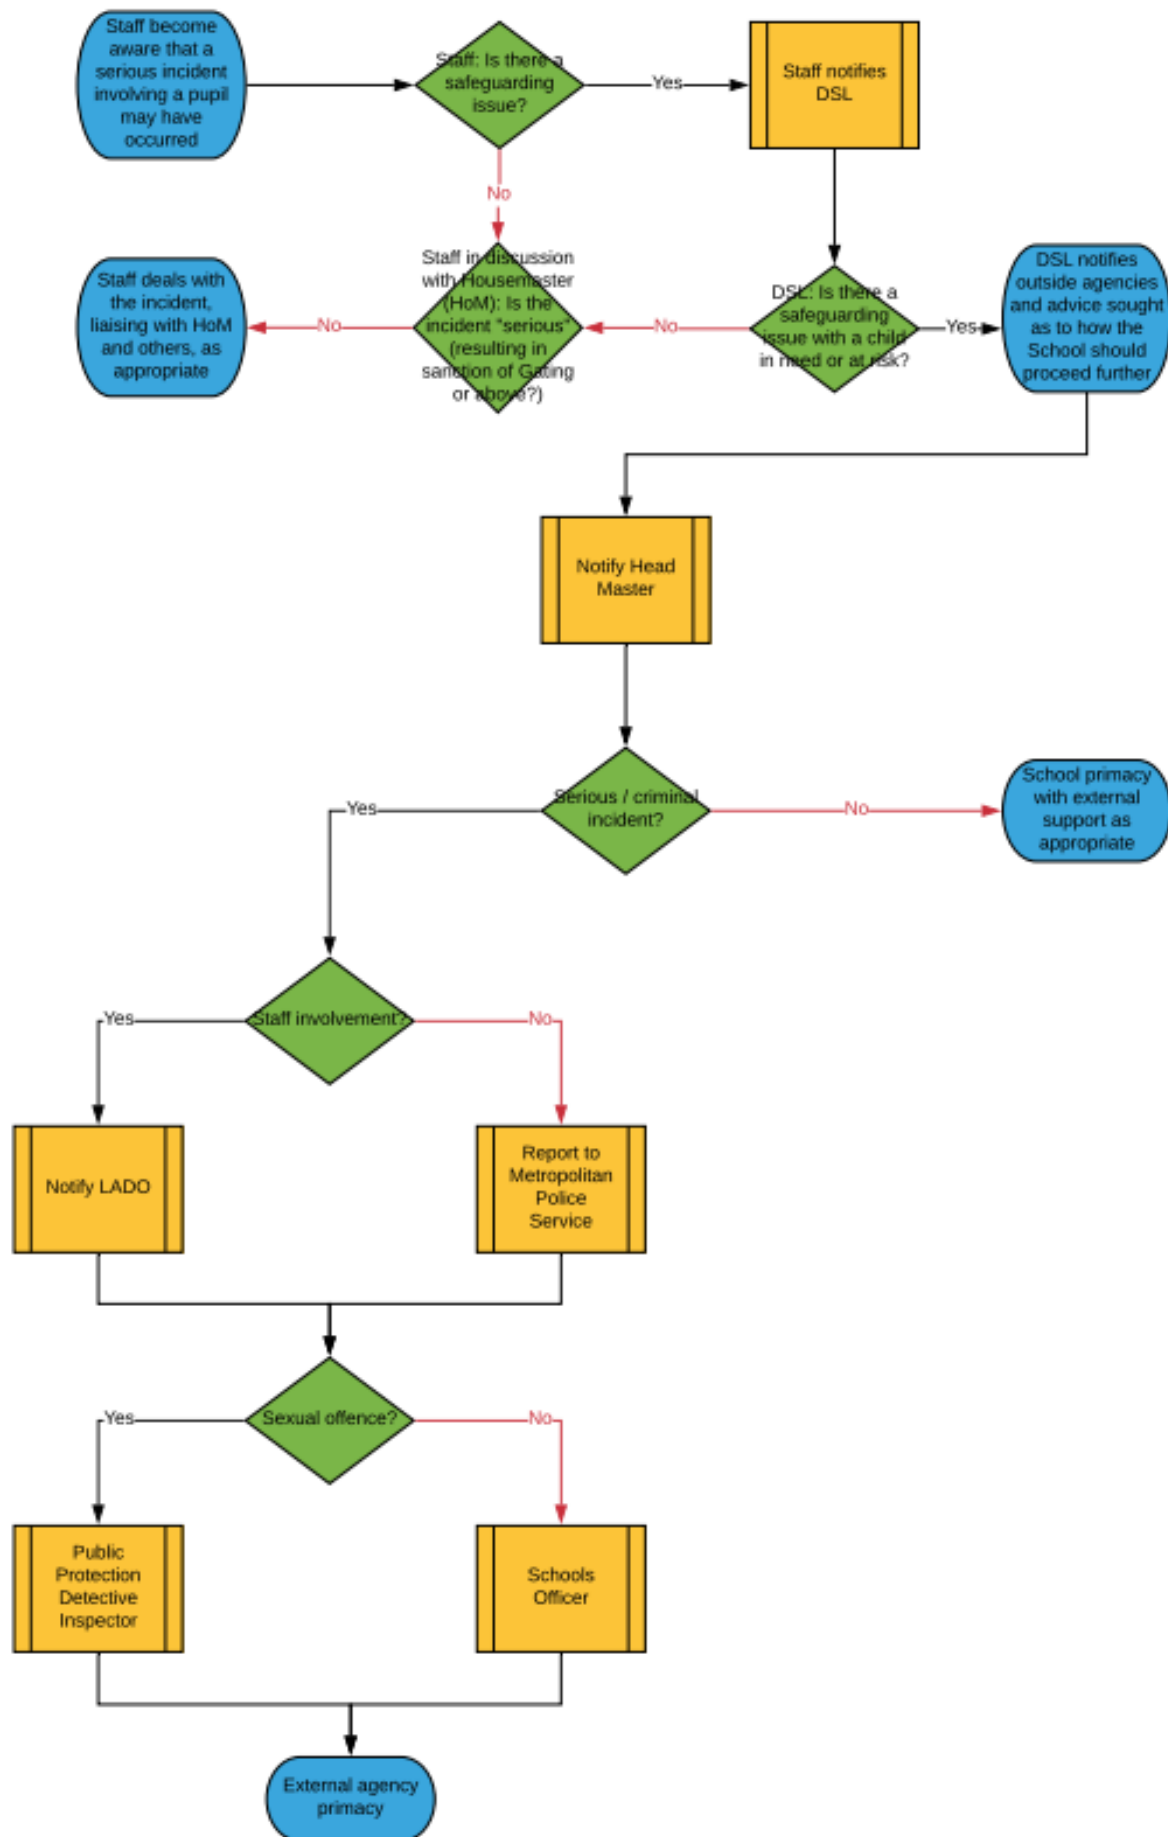 Staff become
aware that a
serious incident
involving a pupil
may have
occurred
Staff: Is there a
safeguarding
issue?
Yes
Staff notifies
DSL
No
Staff deals with
the incident,
liaising with HoM
and others, as
appropriate
No
Staff in discussion
with Housemaster
(HoM): Is the
incident "serious"
(resulting in
sanction of Gating
or above?)
No
DSL: Is there a
safeguarding
issue with a child
in need or at risk?
Yes
DSL notifies
outside agencies
and advice sought
as to how the
School should
proceed further
Notify Head
Master
Yes
Serious / criminal
incident?
No
School primacy
with external
support as
appropriate
Yes
Staff involvement?
No
Notify LADO
Report to
Metropolitan
Police
Service
Yes
Sexual offence?
No
Public
Protection
Detective
Inspector
Schools
Officer
External agency
primacy